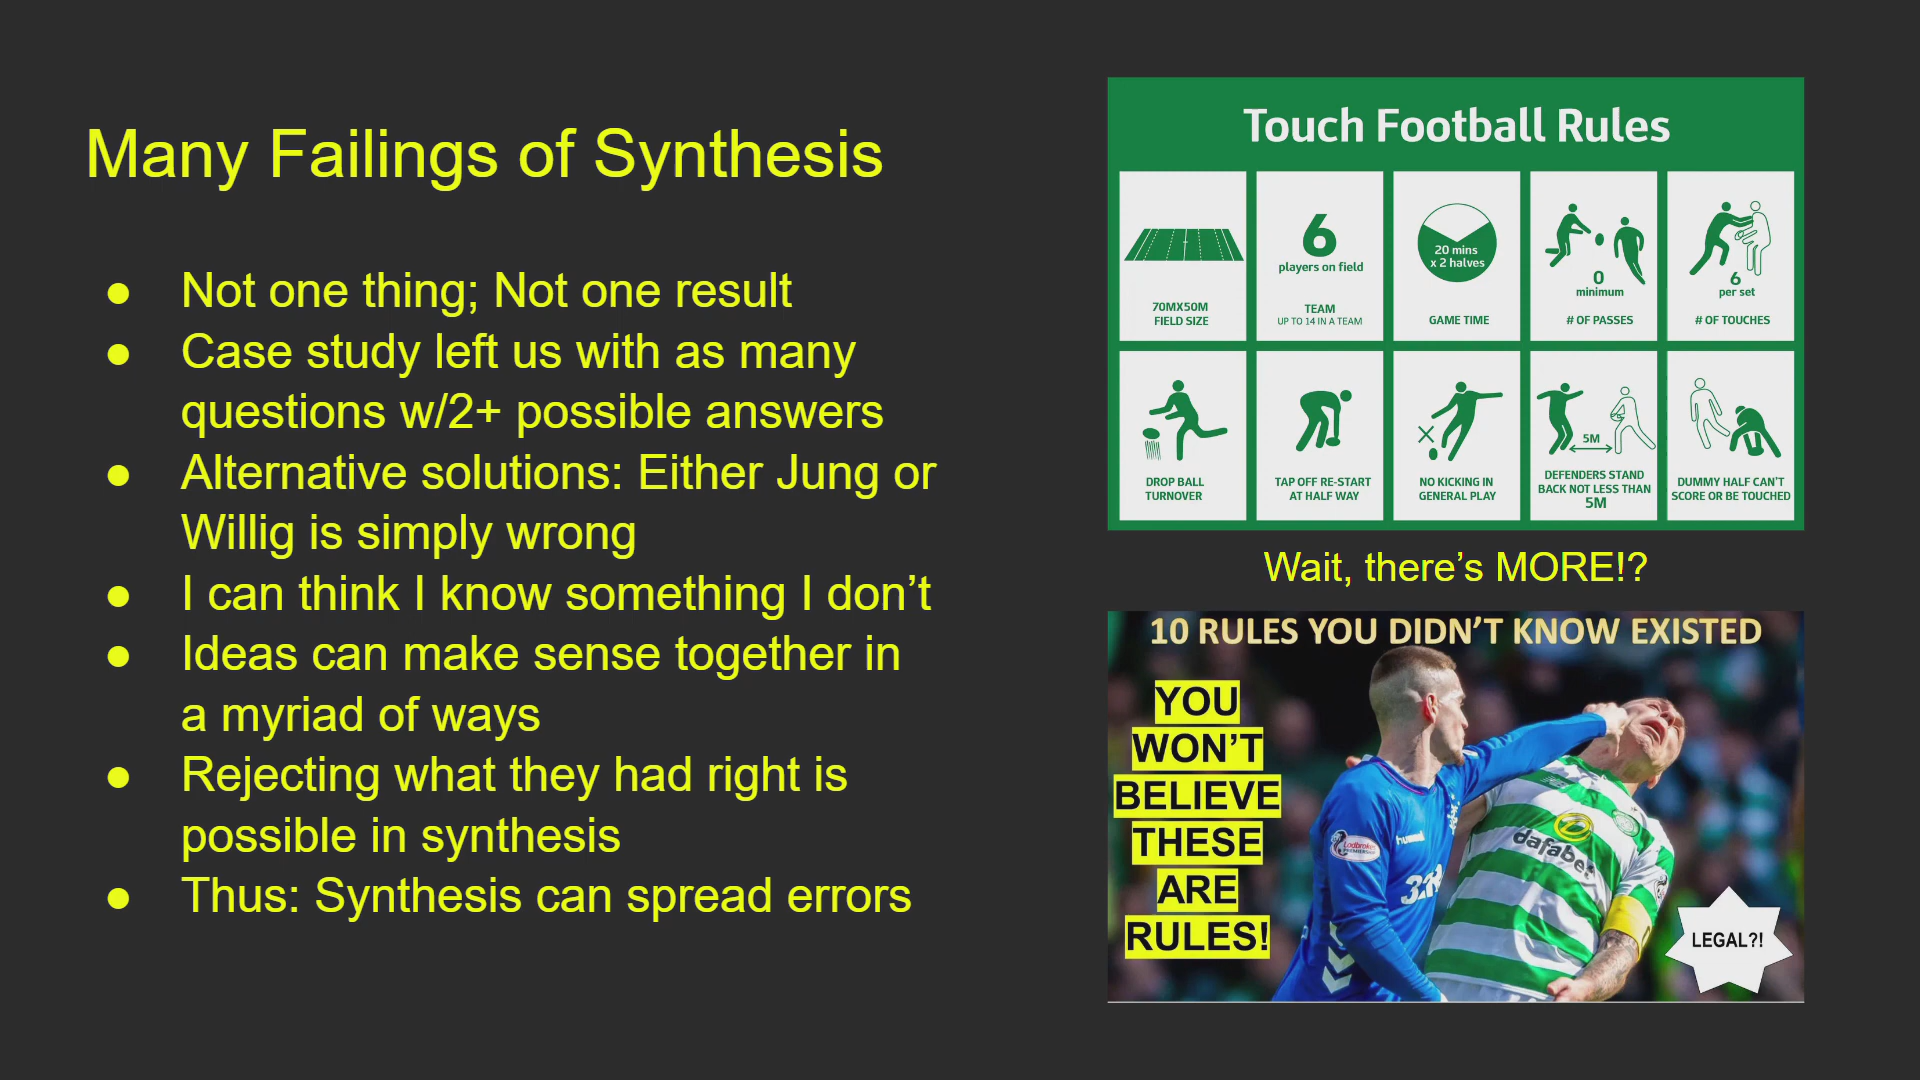 Many Failings of Synthesis
● Not one thing; Not one result
● Case study left us with as many
questions w/2+ possible answers
● Alternative solutions: Either Jung or
Willig is simply wrong
● I can think I know something I don’t
● Ideas can make sense together in
a myriad of ways
● Rejecting what they had right is
possible in synthesis
● Thus: Synthesis can spread errors
Touch Football Rules
70MX50M
FIELD SIZE
6
players on field
TEAM
UP TO 14 IN A TEAM
20 mins
x 2 halves
GAME TIME
0
minimum
# OF PASSES
6
per set
# OF TOUCHES
DROP BALL
TURNOVER
TAP OFF RE-START
AT HALF WAY
NO KICKING IN
GENERAL PLAY
5M
DEFENDERS STAND
BACK NOT LESS THAN
5M
DUMMY HALF CAN’T
SCORE OR BE TOUCHED
Wait, there’s MORE!?
10 RULES YOU DIDN’T KNOW EXISTED
YOU
WON’T
BELIEVE
THESE
ARE
RULES!
Ladbrokes
hummel
32
dafabet
LEGAL?!